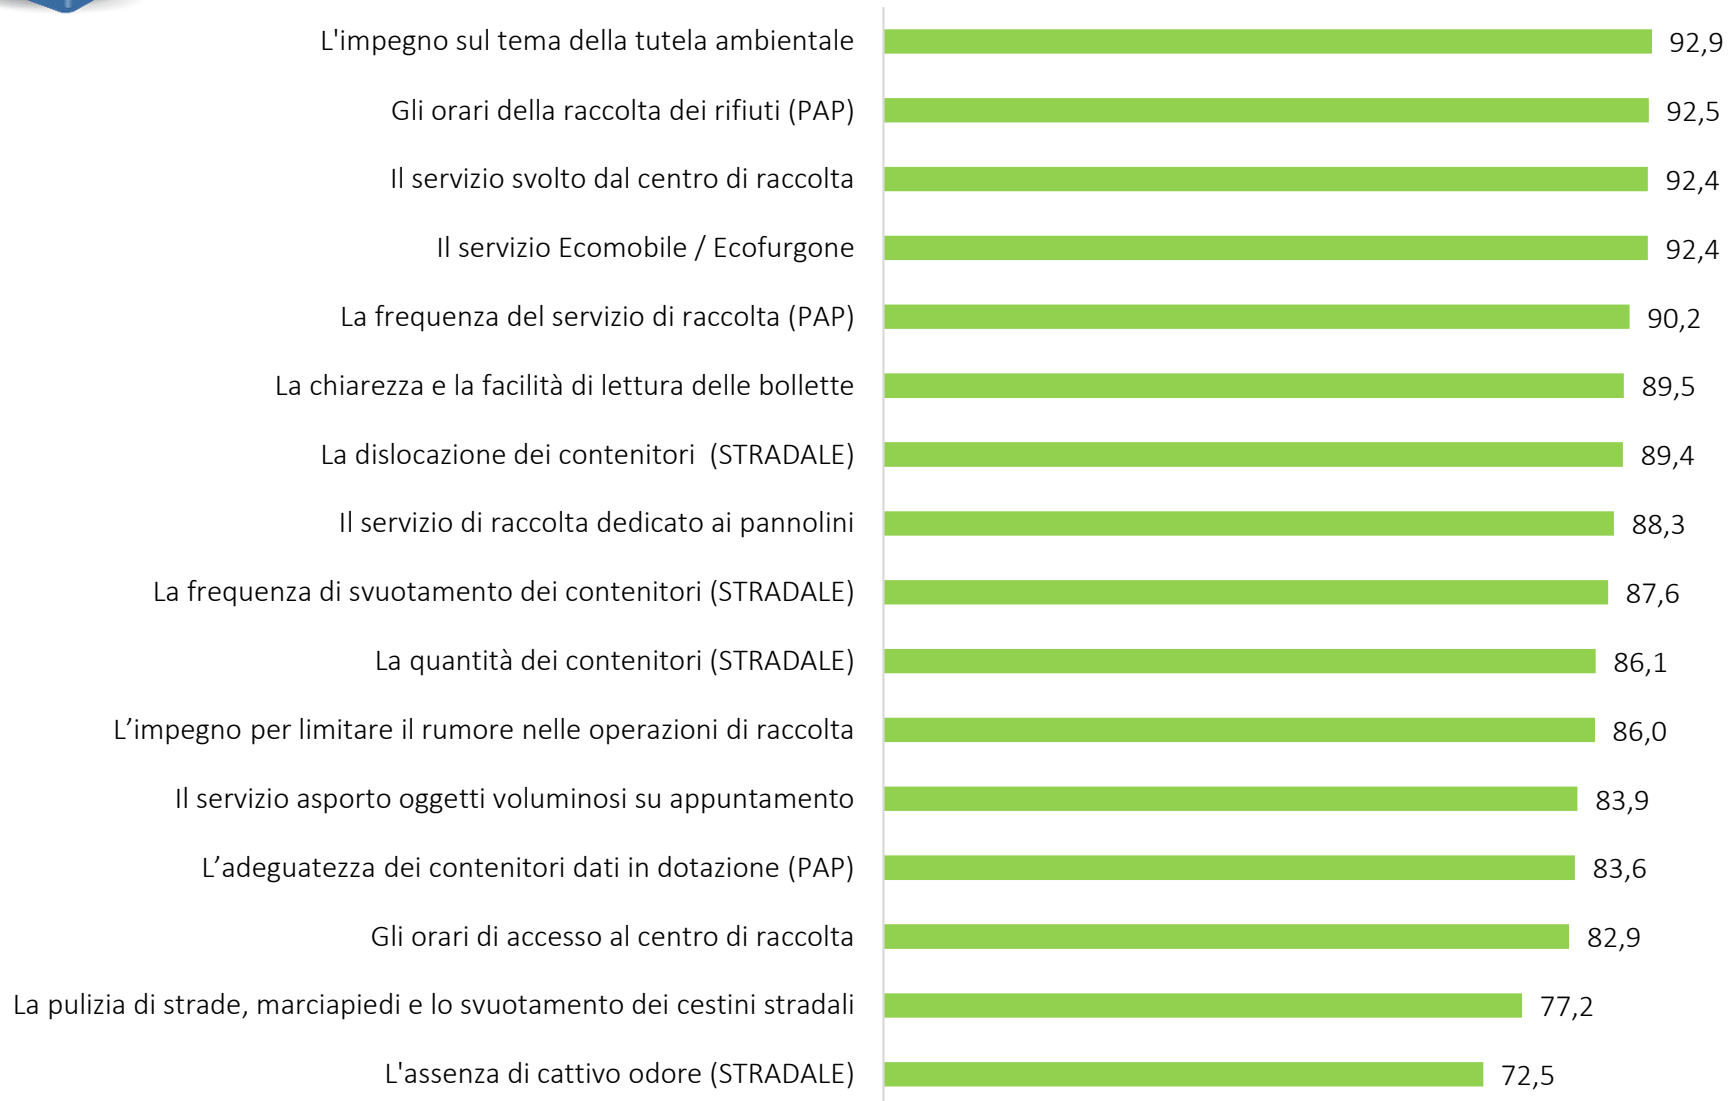 L'impegno sul tema della tutela ambientale 92,9
Gli orari della raccolta dei rifiuti (PAP) 92,5
Il servizio svolto dal centro di raccolta 92,4
Il servizio Ecomobile / Ecofurgone 92,4
La frequenza del servizio di raccolta (PAP) 90,2
La chiarezza e la facilità di lettura delle bollette 89,5
La dislocazione dei contenitori (STRADALE) 89,4
Il servizio di raccolta dedicato ai pannolini 88,3
La frequenza di svuotamento dei contenitori (STRADALE) 87,6
La quantità dei contenitori (STRADALE) 86,1
L’impegno per limitare il rumore nelle operazioni di raccolta 86,0
Il servizio asporto oggetti voluminosi su appuntamento 83,9
L’adeguatezza dei contenitori dati in dotazione (PAP) 83,6
Gli orari di accesso al centro di raccolta 82,9
La pulizia di strade, marciapiedi e lo svuotamento dei cestini stradali 77,2
L'assenza di cattivo odore (STRADALE) 72,5